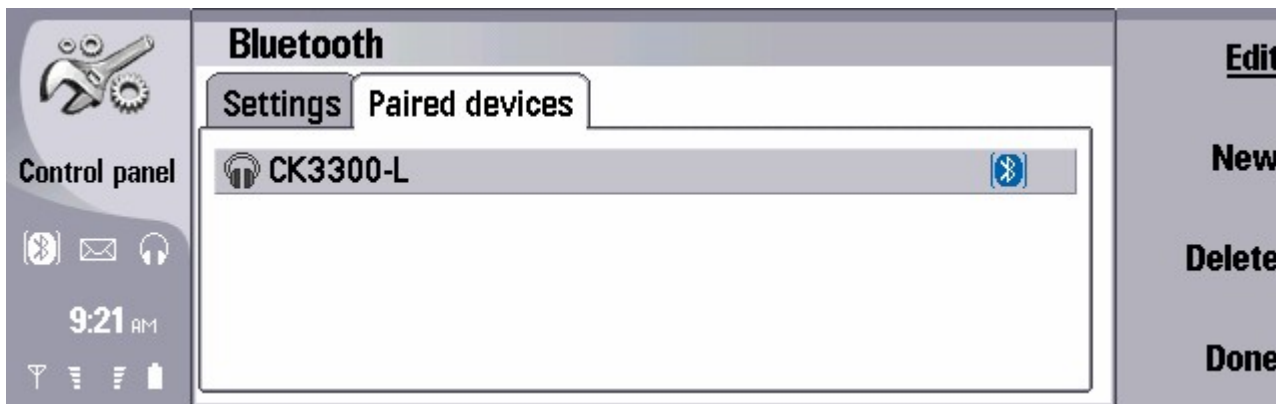 Bluetooth
Settings
Paired devices
CK3300-L
Control panel
9:21 AM
Edit
New
Delete
Done